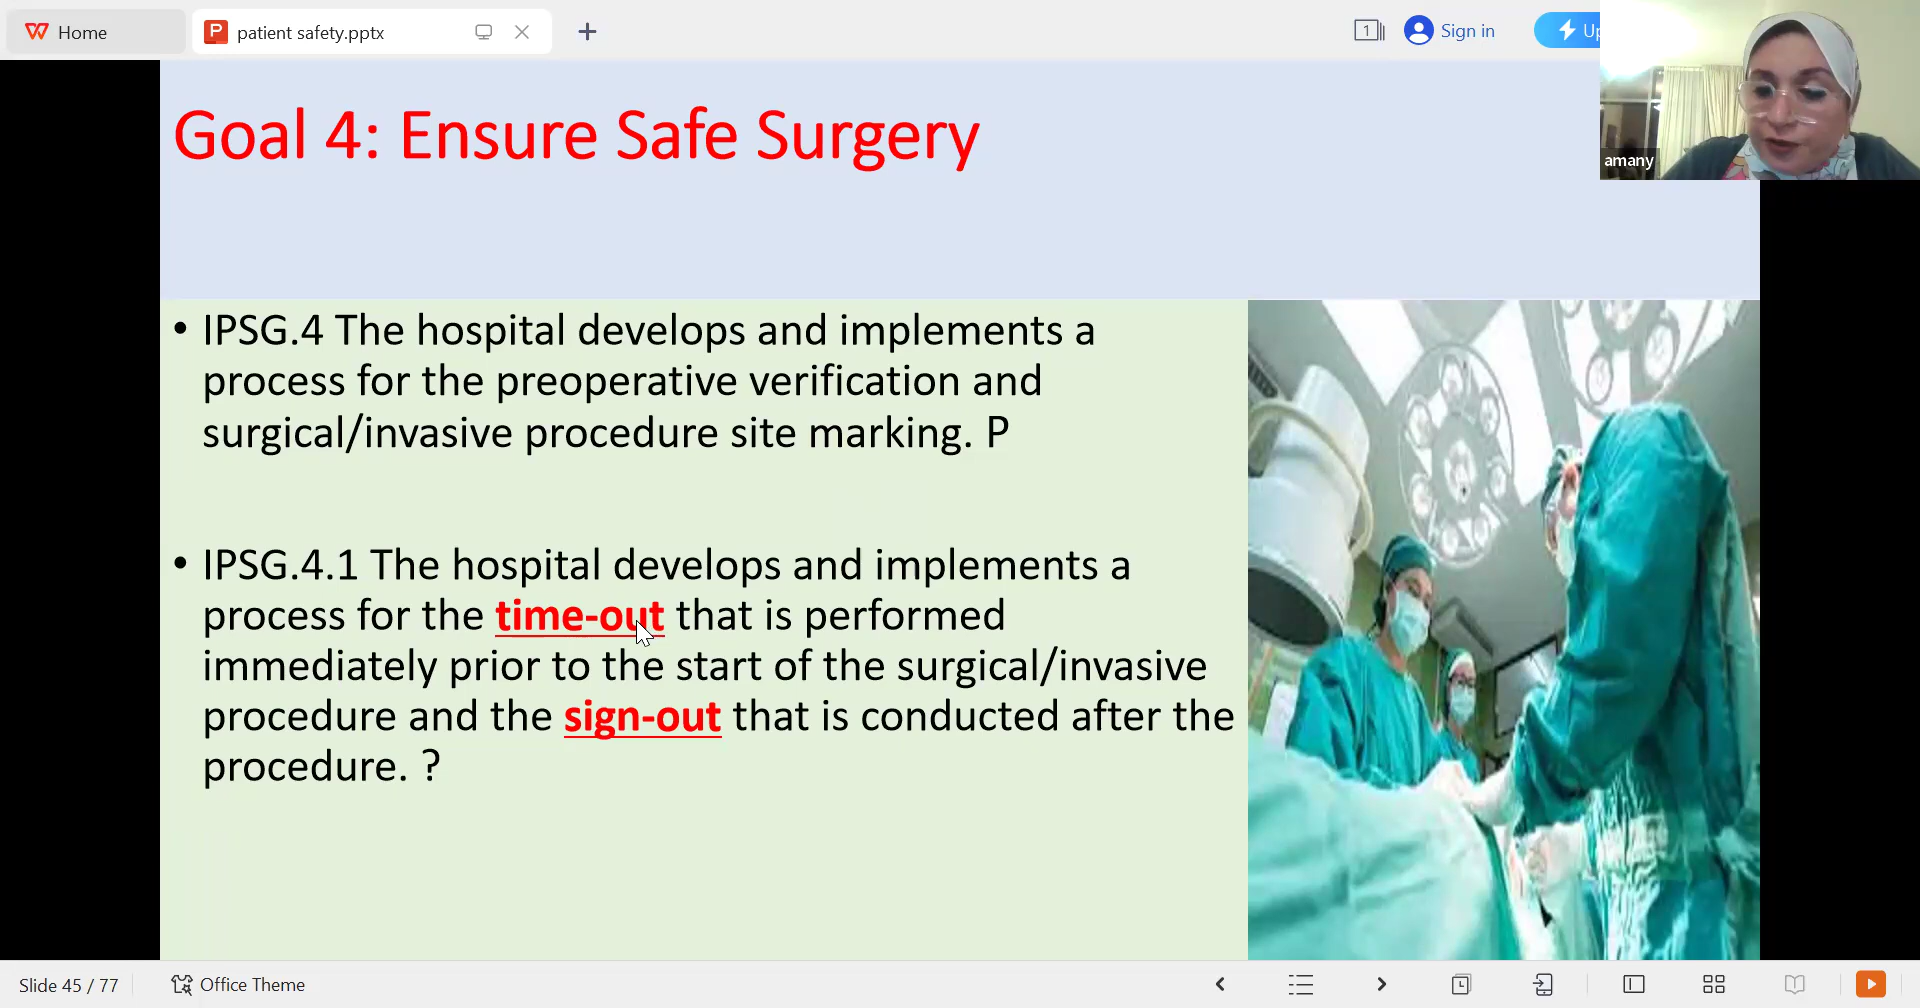 Home
patient safety.pptx
1
Sign in
Up
amany
Goal 4: Ensure Safe Surgery
• IPSG.4 The hospital develops and implements a
process for the preoperative verification and
surgical/invasive procedure site marking. P
• IPSG.4.1 The hospital develops and implements a
process for the time-out that is performed
immediately prior to the start of the surgical/invasive
procedure and the sign-out that is conducted after the
procedure. ?
Slide 45 / 77
Office Theme